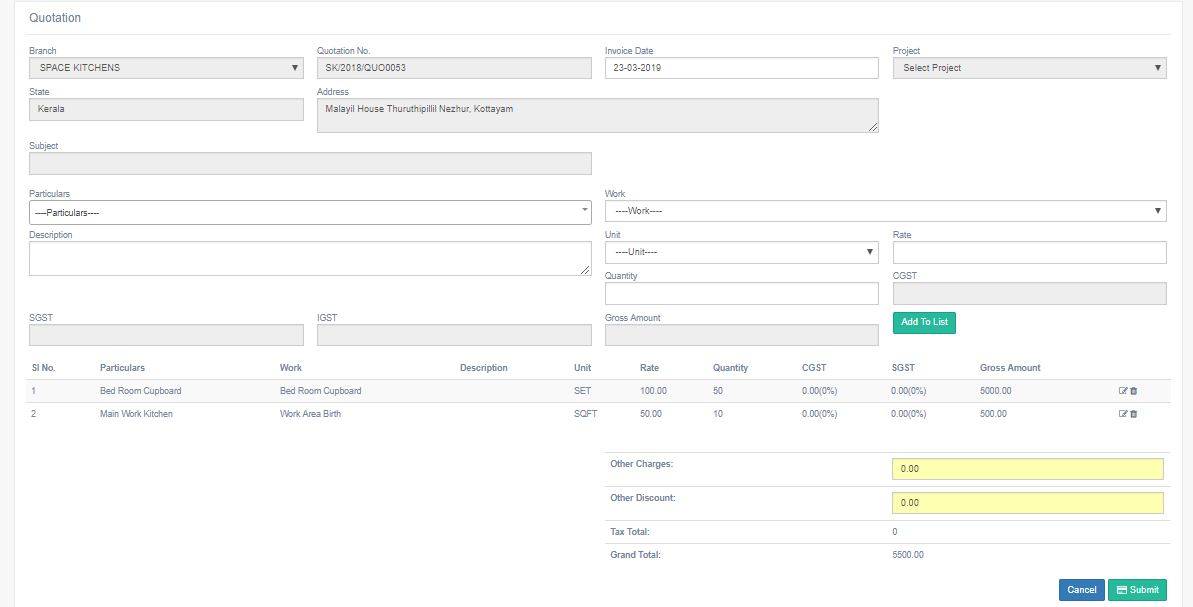 Quotation
Branch Quotation No. Invoice Date Project
SPACE KITCHENS SK/2018/QUO0053 23-03-2019 Select Project
State Address
Kerala Malayil House Thuruthipillil Nezhur, Kottayam
Subject
Particulars Work
----Particulars---- ----Work----
Description Unit Rate
----Unit----
Quantity CGST
SGST IGST Gross Amount
Add To List
Sl No. Particulars Work Description Unit Rate Quantity CGST SGST Gross Amount
1 Bed Room Cupboard Bed Room Cupboard SET 100.00 50 0.00(0%) 0.00(0%) 5000.00
2 Main Work Kitchen Work Area Birth SQFT 50.00 10 0.00(0%) 0.00(0%) 500.00
Other Charges: 0.00
Other Discount: 0.00
Tax Total: 0
Grand Total: 5500.00
Cancel Submit